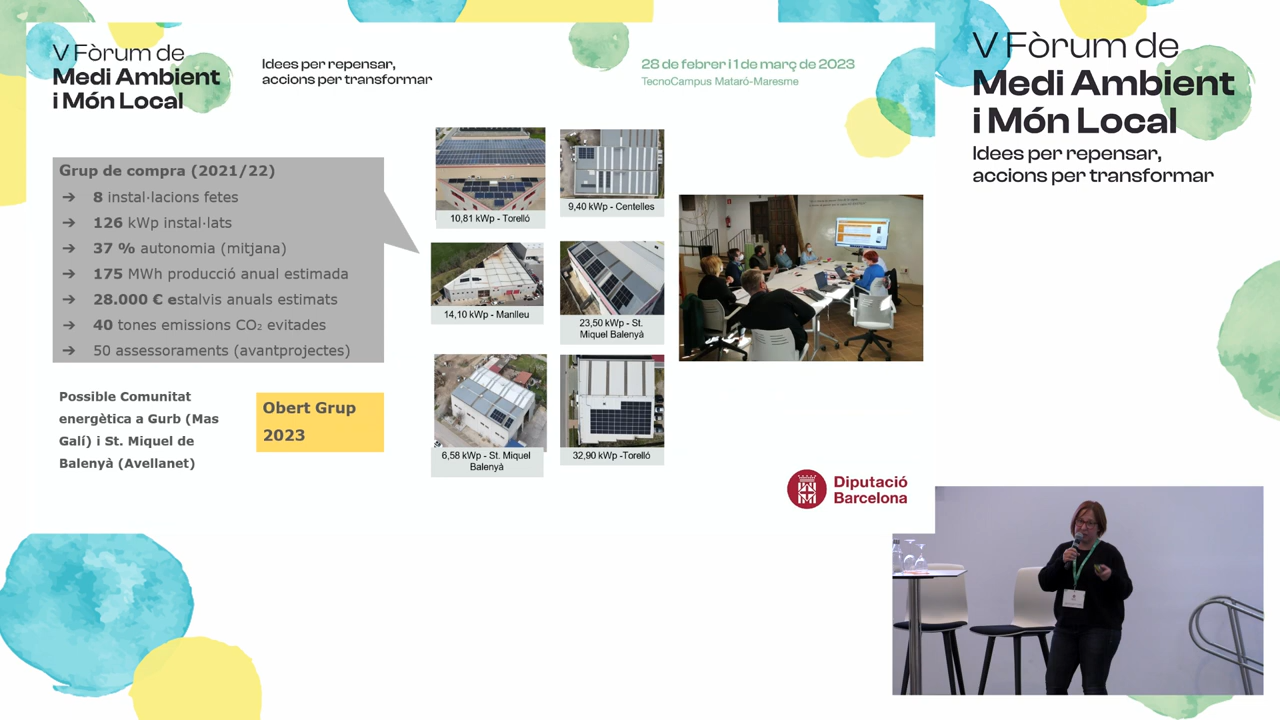 V Fòrum de
Medi Ambient
i Món Local
Idees per repensar,
accions per transformar
28 de febrer i 1 de març de 2023
TecnoCampus Mataró-Maresme
Grup de compra (2021/22)
➔ 8 instal·lacions fetes
➔ 126 kWp instal·lats
➔ 37 % autonomia (mitjana)
➔ 175 MWh producció anual estimada
➔ 28.000 € estalvis anuals estimats
➔ 40 tones emissions CO₂ evitades
➔ 50 assessoraments (avantprojectes)
Possible Comunitat
energètica a Gurb (Mas
Galí) i St. Miquel de
Balenyà (Avellanet)
Obert Grup
2023
10,81 kWp - Torelló
9,40 kWp - Centelles
14,10 kWp - Manlleu
23,50 kWp - St.
Miquel Balenyà
6,58 kWp - St. Miquel
Balenyà
32,90 kWp -Torelló
Diputació
Barcelona
V Fòrum de
Medi Ambient
i Món Local
Idees per repensar,
accions per transformar